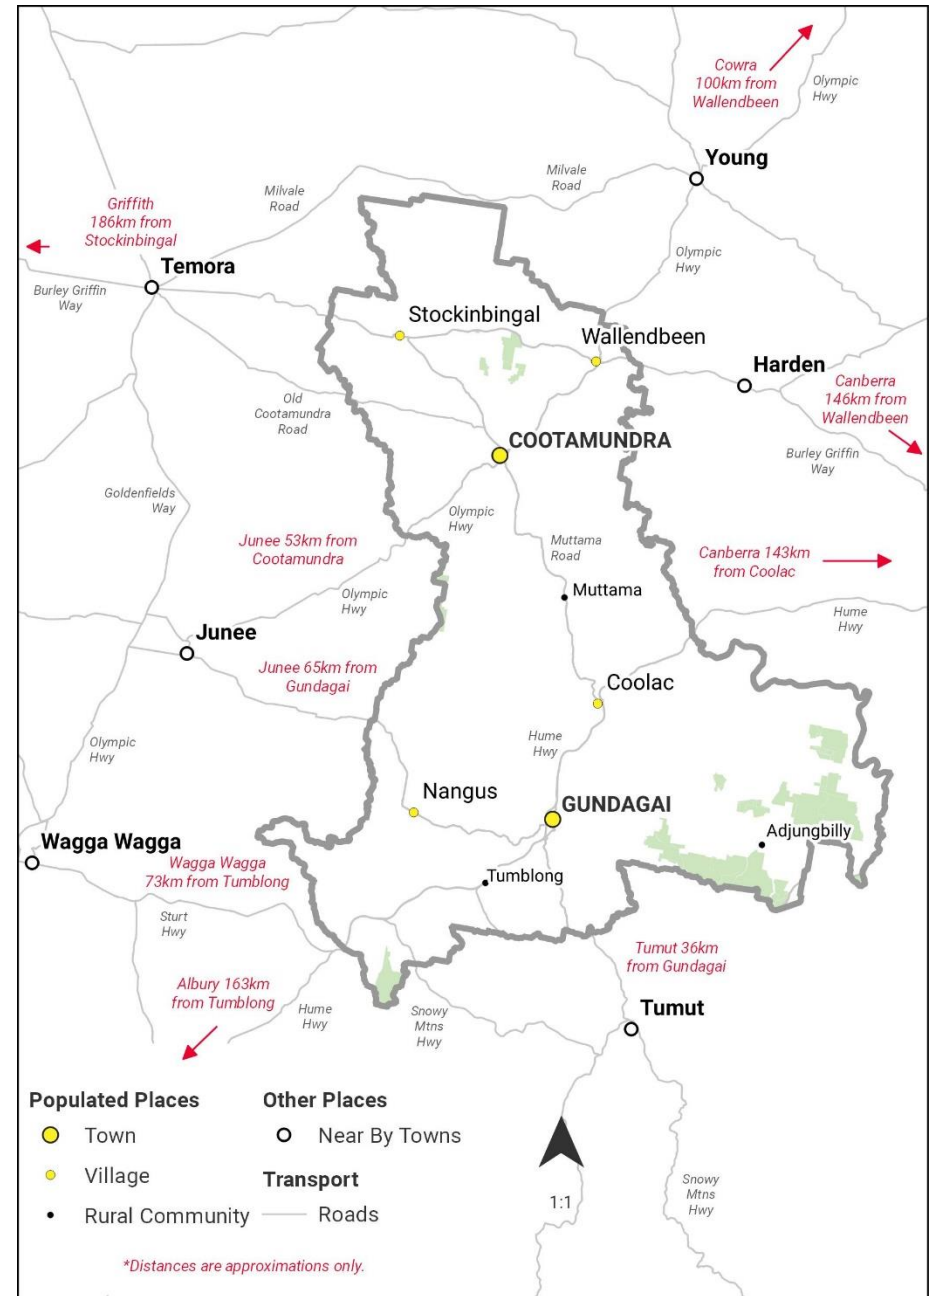 Cowra
100km from
Wallendbeen
Olympic
Hwy
Young
Milvale
Road
Milvale
Road
Griffith
186km from
Stockinbingal
Olympic
Hwy
Temora
Burley Griffin
Way
Stockinbingal
Wallendbeen
Harden
Canberra
146km from
Wallendbeen
Old
Cootamundra
Road
COOTAMUNDRA
Burley Griffin
Way
Goldenfields
Way
Olympic
Hwy
Junee 53km from
Cootamundra
Muttama
Road
Canberra 143km
from Coolac
Olympic
Hwy
Muttama
Hume
Hwy
Junee
Junee 65km from
Gundagai
Coolac
Olympic
Hwy
Hume
Hwy
Nangus
GUNDAGAI
Adjungbilly
Wagga Wagga
Wagga Wagga
73km from Tumblong
Tumblong
Sturt
Hwy
Tumut 36km
from Gundagai
Albury 163km
from Tumblong
Hume
Hwy
Snowy
Mtns
Hwy
Tumut
Populated Places
Town
Village
Rural Community
Other Places
Near By Towns
Transport
Roads
1:1
Snowy
Mtns
Hwy
*Distances are approximations only.